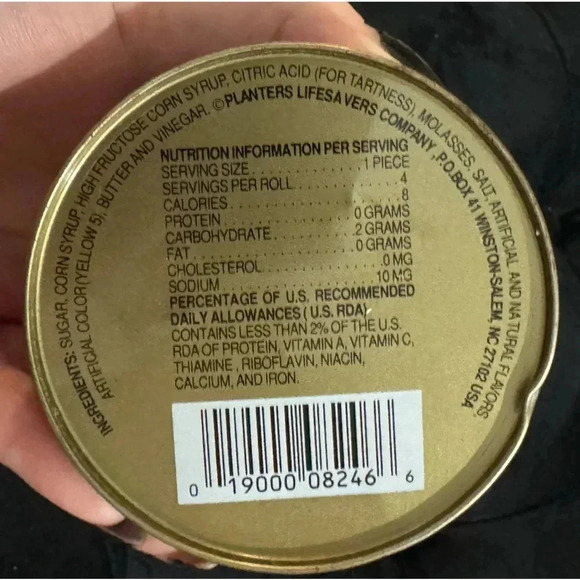 INGREDIENTS: SUGAR, CORN SYRUP, HIGH FRUCTOSE CORN SYRUP, CITRIC ACID (FOR TARTNESS), MOLASSES, SALT, ARTIFICIAL AND NATURAL FLAVORS,
ARTIFICIAL COLOR (YELLOW 5), BUTTER AND VINEGAR. ©PLANTERS LIFESAVERS COMPANY, P.O. BOX 41 WINSTON-SALEM, NC 27102 USA
NUTRITION INFORMATION PER SERVING
SERVING SIZE . . . . . . . . . . . . 1 PIECE
SERVINGS PER ROLL . . . . . . . . . . . . 4
CALORIES . . . . . . . . . . . . . . . . . . 8
PROTEIN . . . . . . . . . . . . . 0 GRAMS
CARBOHYDRATE . . . . . . . . 2 GRAMS
FAT . . . . . . . . . . . . . . . . 0 GRAMS
CHOLESTEROL . . . . . . . . . . . 0 MG
SODIUM . . . . . . . . . . . . . . . 10 MG
PERCENTAGE OF U.S. RECOMMENDED
DAILY ALLOWANCES (U.S. RDA)
CONTAINS LESS THAN 2% OF THE U.S.
RDA OF PROTEIN, VITAMIN A, VITAMIN C,
THIAMINE, RIBOFLAVIN, NIACIN,
CALCIUM, AND IRON.
0 19000 08246 6